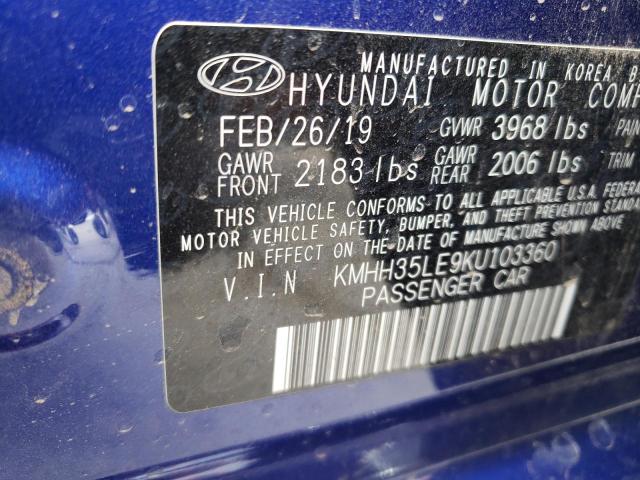 MANUFACTURED IN KOREA B
HYUNDAI MOTOR COMP
FEB/26/19 GVWR 3968 lbs PAIN
GAWR FRONT 2183 lbs GAWR REAR 2006 lbs TRIM
THIS VEHICLE CONFORMS TO ALL APPLICABLE U.S.A. FEDERA
MOTOR VEHICLE SAFETY, BUMPER, AND THEFT PREVENTION STANDA
IN EFFECT ON THE DATE OF MANUFACTURE SHOWN ABOVE
V.I.N KMHH35LE9KU103360
PASSENGER CAR